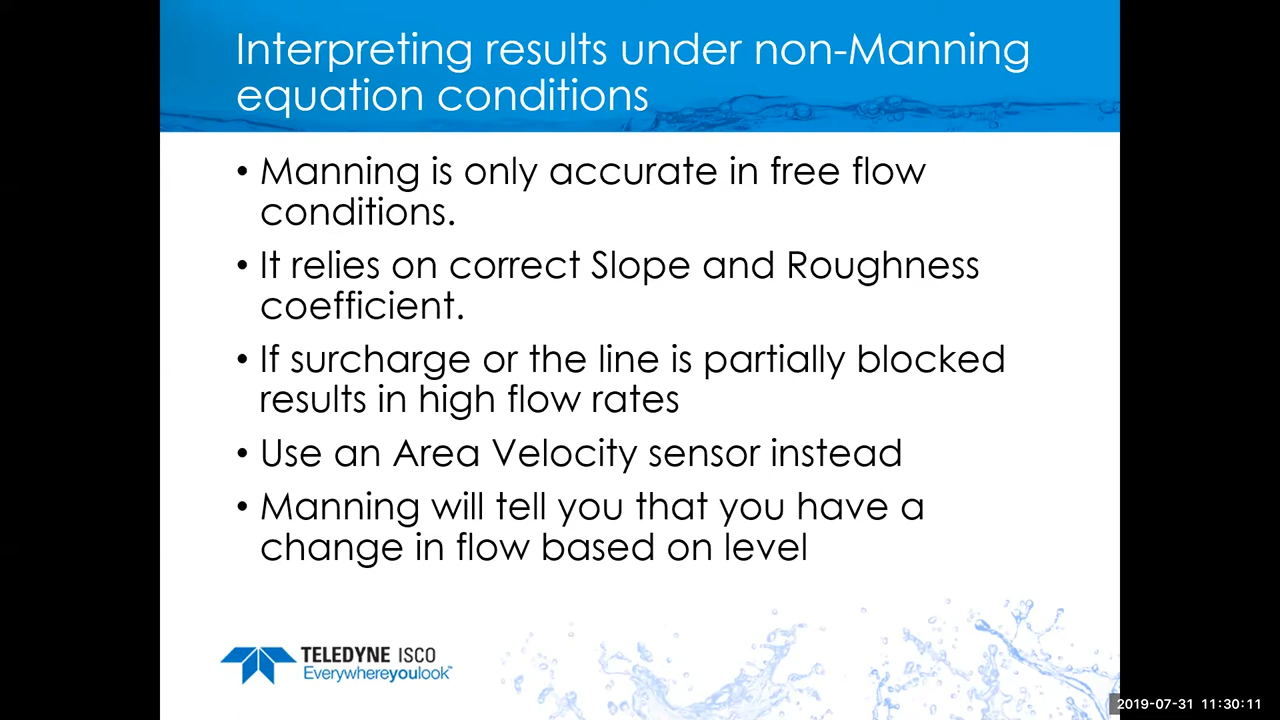 Interpreting results under non-Manning
equation conditions
• Manning is only accurate in free flow
conditions.
• It relies on correct Slope and Roughness
coefficient.
• If surcharge or the line is partially blocked
results in high flow rates
• Use an Area Velocity sensor instead
• Manning will tell you that you have a
change in flow based on level
TELEDYNE ISCO
Everywhereyoulook™
2019-07-31 11:30:11